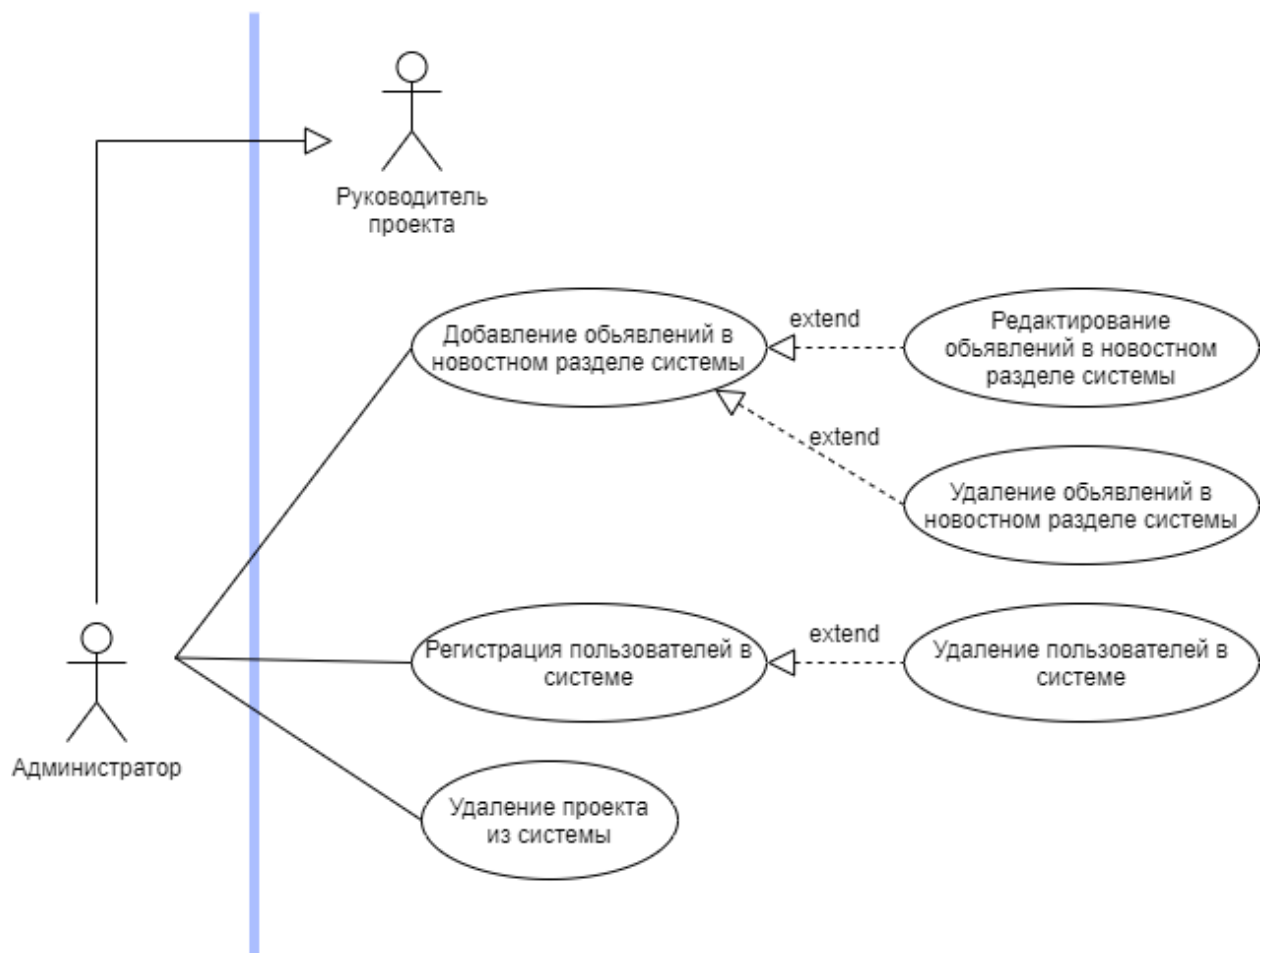 Руководитель
проекта
Добавление обьявлений в
новостном разделе системы
extend
Редактирование
обьявлений в новостном
разделе системы
extend
Удаление обьявлений в
новостном разделе системы
Регистрация пользователей в
системе
extend
Удаление пользователей в
системе
Администратор
Удаление проекта
из системы